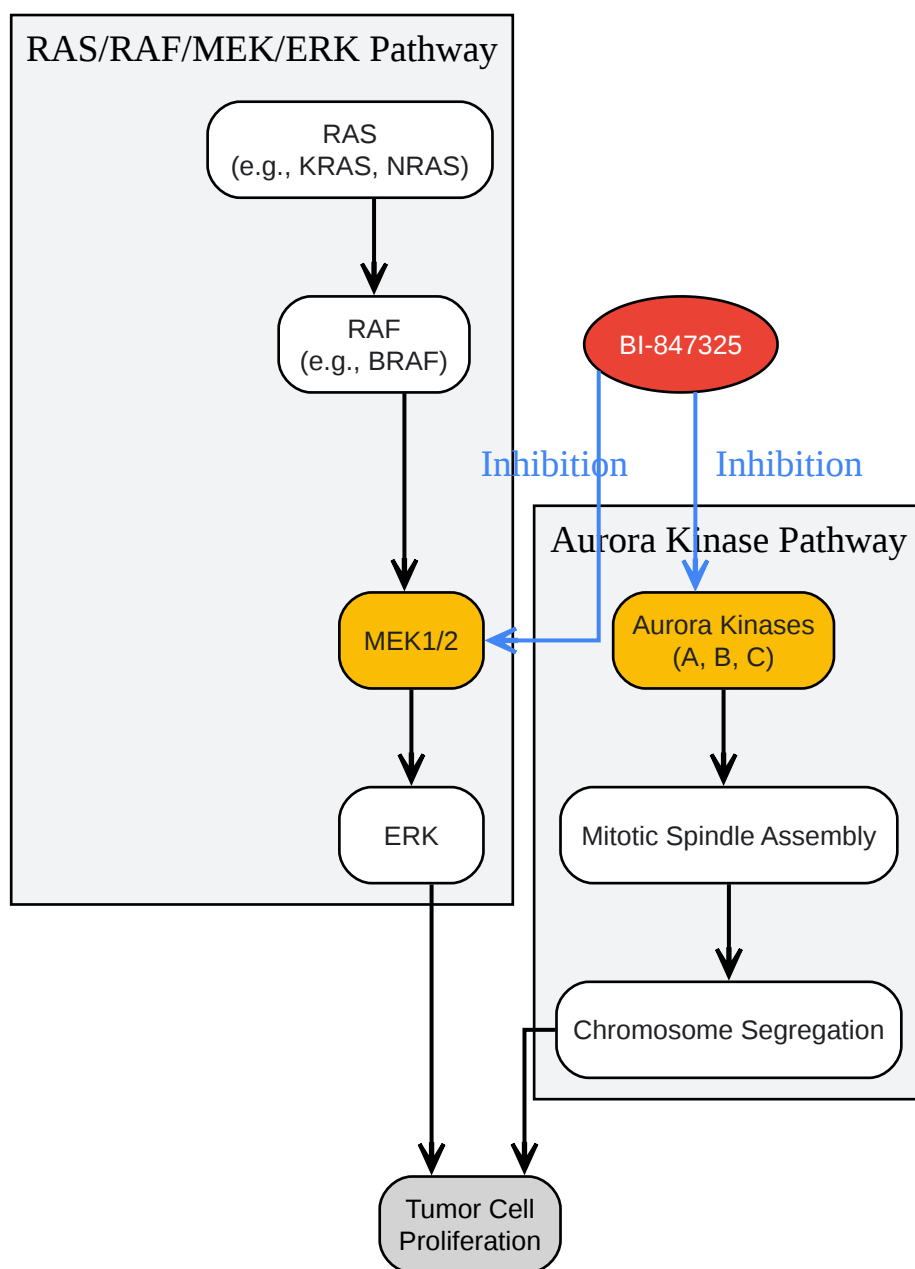 RAS/RAF/MEK/ERK Pathway
RAS
(e.g., KRAS, NRAS)
RAF
(e.g., BRAF)
BI-847325
Inhibition
Inhibition
Aurora Kinase Pathway
MEK1/2
Aurora Kinases
(A, B, C)
ERK
Mitotic Spindle Assembly
Chromosome Segregation
Tumor Cell
Proliferation